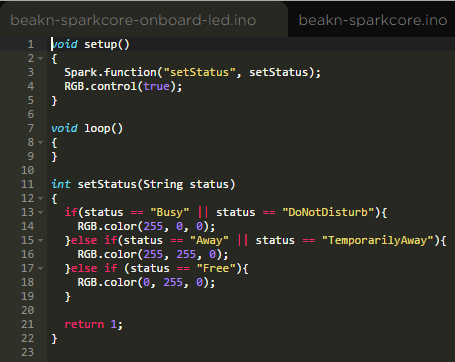 beakn-sparkcore-onboard-led.ino beakn-sparkcore.ino
1 void setup()
2 {
3   Spark.function("setStatus", setStatus);
4   RGB.control(true);
5 }
6
7 void loop()
8 {
9 }
10
11 int setStatus(String status)
12 {
13   if(status == "Busy" || status == "DoNotDisturb"){
14     RGB.color(255, 0, 0);
15   }else if(status == "Away" || status == "TemporarilyAway"){
16     RGB.color(255, 255, 0);
17   }else if (status == "Free"){
18     RGB.color(0, 255, 0);
19   }
20
21   return 1;
22 }
23